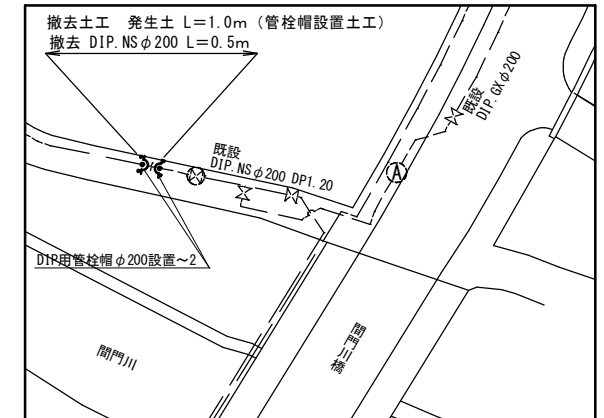 撤去土工 発生土 L=1.0m（管栓帽設置土工）
撤去 DIP.NSφ200 L=0.5m
既設
DIP.GXφ200
既設
DIP.NSφ200 DP1.20
A
DIP用管栓帽φ200設置～2
間門川
間門川橋